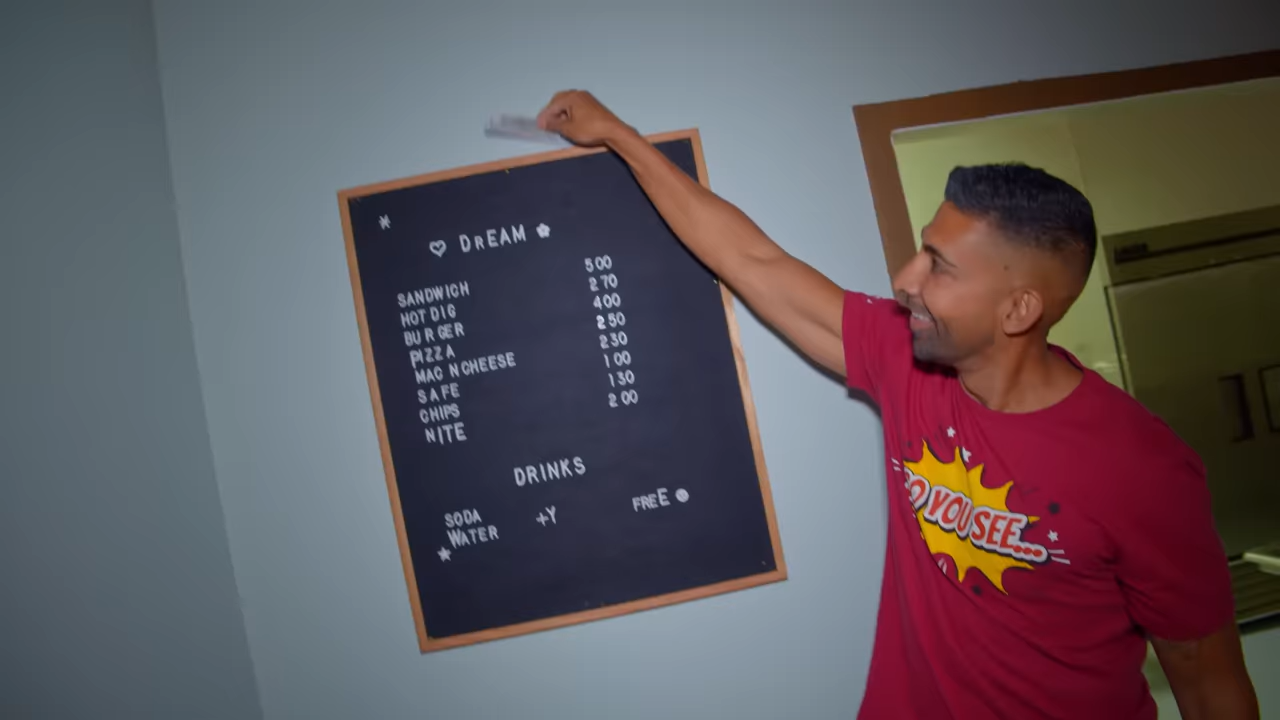 DrEAM
SANDWICH 500
HOT DIG 270
BURGER 400
PIZZA 250
MAC N CHEESE 230
SAFE 100
CHIPS 130
NITE 200
DRINKS
SODA +Y FREE
WATER
SO YOU SEE...